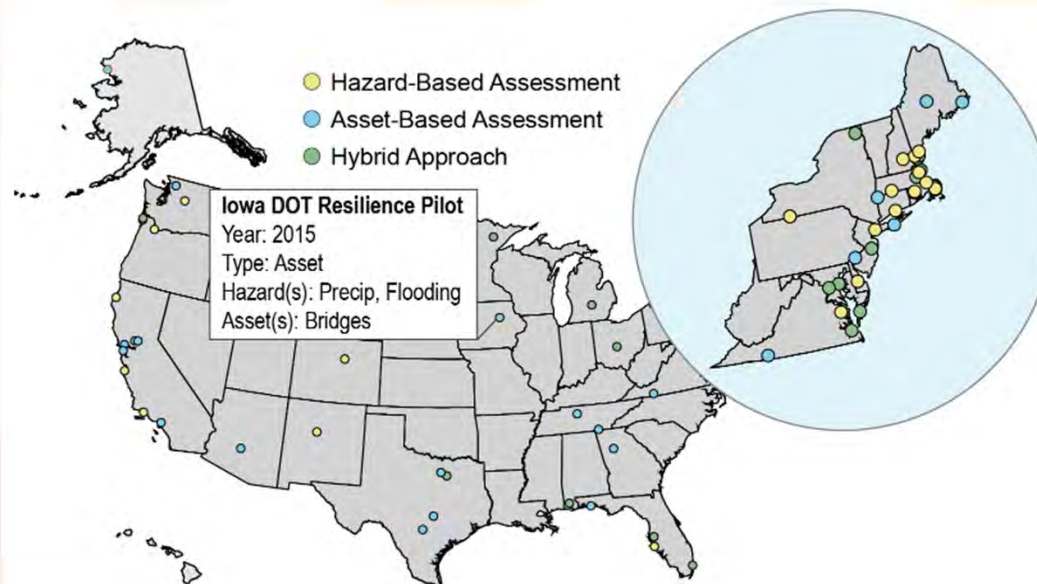 Hazard-Based Assessment
Asset-Based Assessment
Hybrid Approach
Iowa DOT Resilience Pilot
Year: 2015
Type: Asset
Hazard(s): Precip, Flooding
Asset(s): Bridges